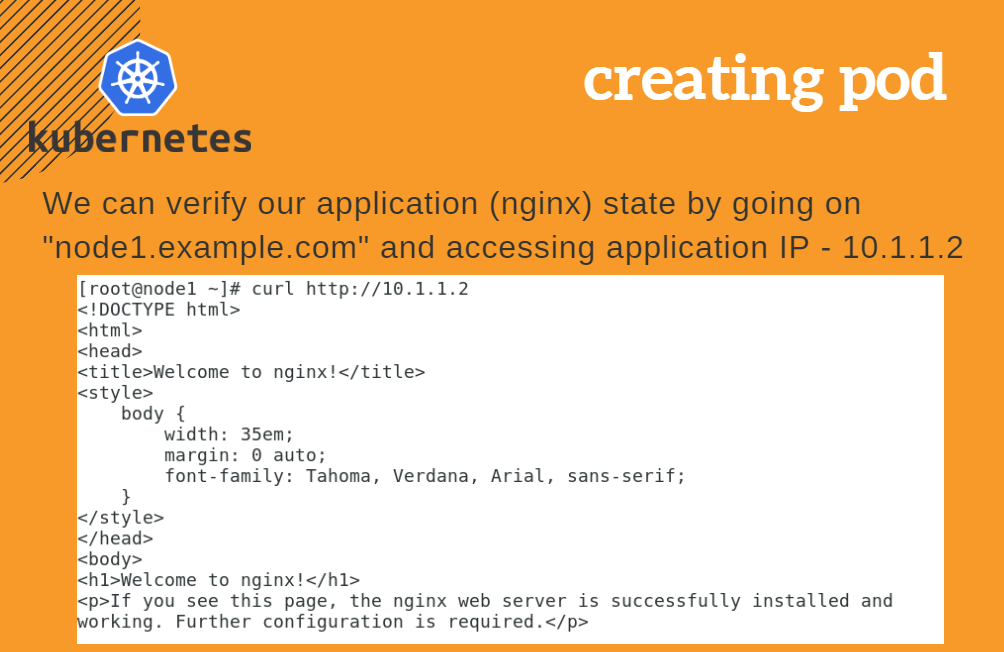 kubernetes
creating pod
We can verify our application (nginx) state by going on
"node1.example.com" and accessing application IP - 10.1.1.2
[root@node1 ~]# curl http://10.1.1.2
<!DOCTYPE html>
<html>
<head>
<title>Welcome to nginx!</title>
<style>
    body {
        width: 35em;
        margin: 0 auto;
        font-family: Tahoma, Verdana, Arial, sans-serif;
    }
</style>
</head>
<body>
<h1>Welcome to nginx!</h1>
<p>If you see this page, the nginx web server is successfully installed and
working. Further configuration is required.</p>